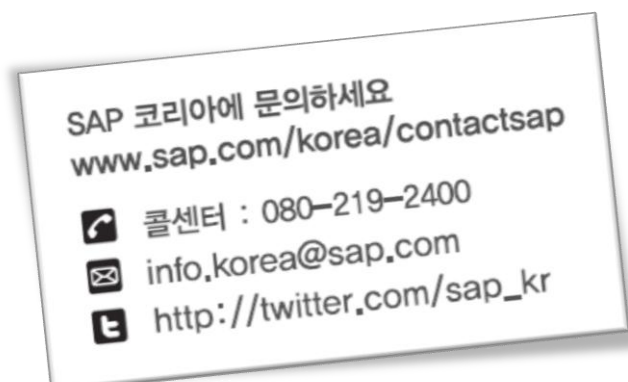 SAP 코리아에 문의하세요
www.sap.com/korea/contactsap
콜센터 : 080-219-2400
info.korea@sap.com
http://twitter.com/sap_kr